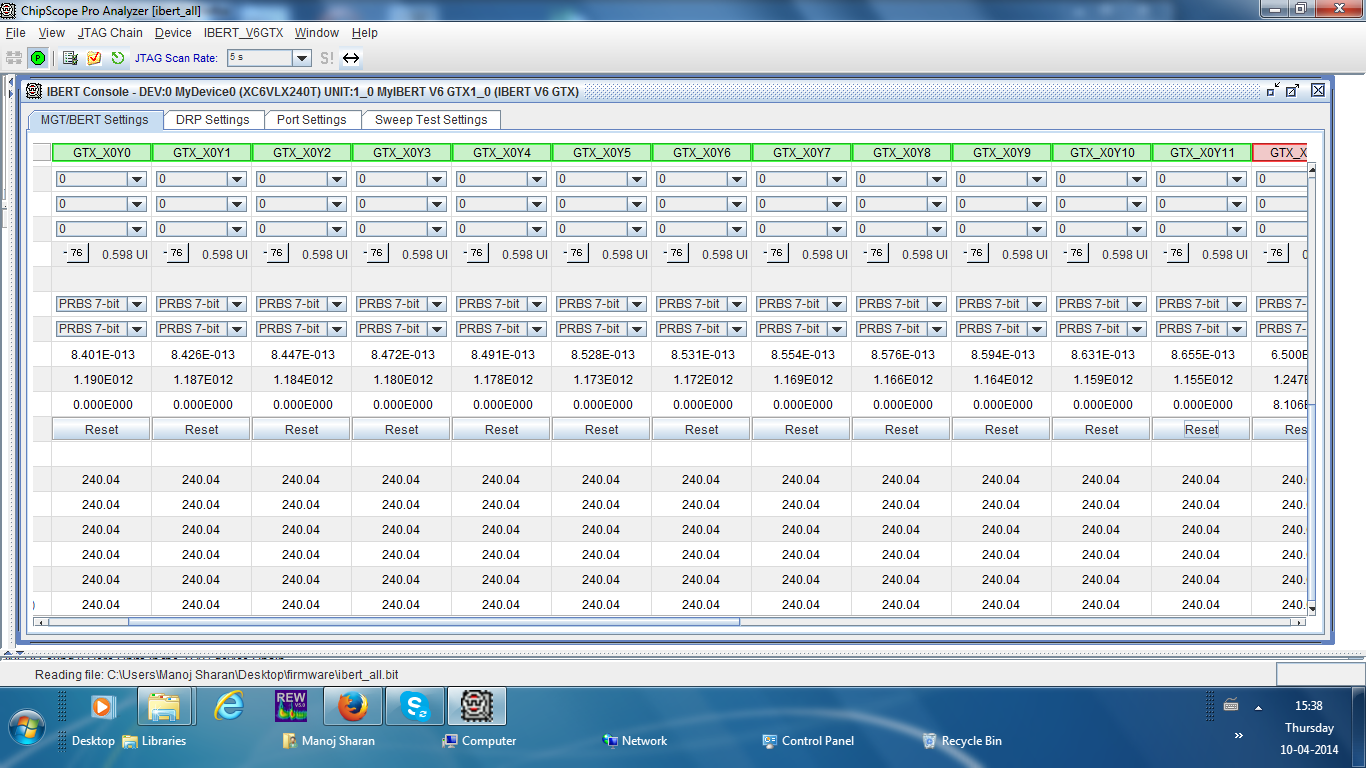 ChipScope Pro Analyzer [ibert_all]
File View JTAG Chain Device IBERT_V6GTX Window Help
JTAG Scan Rate: 5 s S!
IBERT Console - DEV:0 MyDevice0 (XC6VLX240T) UNIT:1_0 MyIBERT V6 GTX1_0 (IBERT V6 GTX)
MGT/BERT Settings DRP Settings Port Settings Sweep Test Settings
GTX_X0Y0 GTX_X0Y1 GTX_X0Y2 GTX_X0Y3 GTX_X0Y4 GTX_X0Y5 GTX_X0Y6 GTX_X0Y7 GTX_X0Y8 GTX_X0Y9 GTX_X0Y10 GTX_X0Y11 GTX_X
0 0 0 0 0 0 0 0 0 0 0 0 0
0 0 0 0 0 0 0 0 0 0 0 0 0
0 0 0 0 0 0 0 0 0 0 0 0 0
- 76 0.598 UI - 76 0.598 UI - 76 0.598 UI - 76 0.598 UI - 76 0.598 UI - 76 0.598 UI - 76 0.598 UI - 76 0.598 UI - 76 0.598 UI - 76 0.598 UI - 76 0.598 UI - 76 0.598 UI - 76
PRBS 7-bit PRBS 7-bit PRBS 7-bit PRBS 7-bit PRBS 7-bit PRBS 7-bit PRBS 7-bit PRBS 7-bit PRBS 7-bit PRBS 7-bit PRBS 7-bit PRBS 7-bit PRBS 7-
PRBS 7-bit PRBS 7-bit PRBS 7-bit PRBS 7-bit PRBS 7-bit PRBS 7-bit PRBS 7-bit PRBS 7-bit PRBS 7-bit PRBS 7-bit PRBS 7-bit PRBS 7-bit PRBS 7-
8.401E-013 8.426E-013 8.447E-013 8.472E-013 8.491E-013 8.528E-013 8.531E-013 8.554E-013 8.576E-013 8.594E-013 8.631E-013 8.655E-013 6.500E
1.190E012 1.187E012 1.184E012 1.180E012 1.178E012 1.173E012 1.172E012 1.169E012 1.166E012 1.164E012 1.159E012 1.155E012 1.247E
0.000E000 0.000E000 0.000E000 0.000E000 0.000E000 0.000E000 0.000E000 0.000E000 0.000E000 0.000E000 0.000E000 0.000E000 8.106E
Reset Reset Reset Reset Reset Reset Reset Reset Reset Reset Reset Reset Res
240.04 240.04 240.04 240.04 240.04 240.04 240.04 240.04 240.04 240.04 240.04 240.04 240.
240.04 240.04 240.04 240.04 240.04 240.04 240.04 240.04 240.04 240.04 240.04 240.04 240.
240.04 240.04 240.04 240.04 240.04 240.04 240.04 240.04 240.04 240.04 240.04 240.04 240.
240.04 240.04 240.04 240.04 240.04 240.04 240.04 240.04 240.04 240.04 240.04 240.04 240.
240.04 240.04 240.04 240.04 240.04 240.04 240.04 240.04 240.04 240.04 240.04 240.04 240.
240.04 240.04 240.04 240.04 240.04 240.04 240.04 240.04 240.04 240.04 240.04 240.04 240.
Reading file: C:\Users\Manoj Sharan\Desktop\firmware\ibert_all.bit
REW V5.0
15:38
Thursday
10-04-2014
Desktop Libraries Manoj Sharan Computer Network Control Panel Recycle Bin »